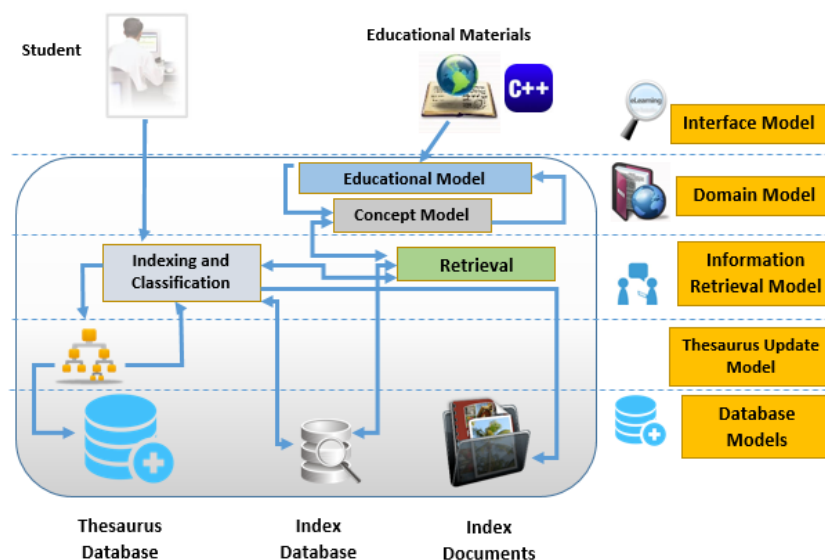 Student
Educational Materials
C++
eLearning
Interface Model
Educational Model
Concept Model
Domain Model
Indexing and
Classification
Retrieval
Information
Retrieval Model
Thesaurus Update
Model
Database
Models
Thesaurus
Database
Index
Database
Index
Documents